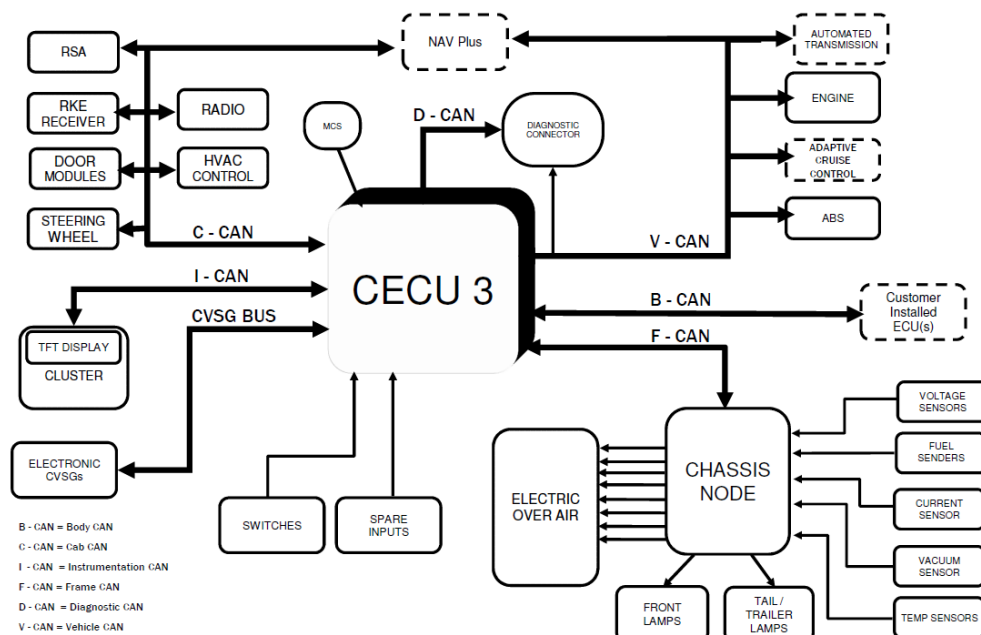 RSA
NAV Plus
AUTOMATED
TRANSMISSION
RKE
RECEIVER
RADIO
MCS
D - CAN
DIAGNOSTIC
CONNECTOR
ENGINE
DOOR
MODULES
HVAC
CONTROL
ADAPTIVE
CRUISE
CONTROL
STEERING
WHEEL
ABS
C - CAN
V - CAN
CECU 3
I - CAN
B - CAN
Customer
Installed
ECU(s)
CVSG BUS
F - CAN
TFT DISPLAY
CLUSTER
VOLTAGE
SENSORS
FUEL
SENDERS
ELECTRONIC
CVSGs
ELECTRIC
OVER AIR
CHASSIS
NODE
CURRENT
SENSOR
SWITCHES
SPARE
INPUTS
VACUUM
SENSOR
B - CAN = Body CAN
C - CAN = Cab CAN
I - CAN = Instrumentation CAN
F - CAN = Frame CAN
D - CAN = Diagnostic CAN
V - CAN = Vehicle CAN
FRONT
LAMPS
TAIL /
TRAILER
LAMPS
TEMP SENSORS